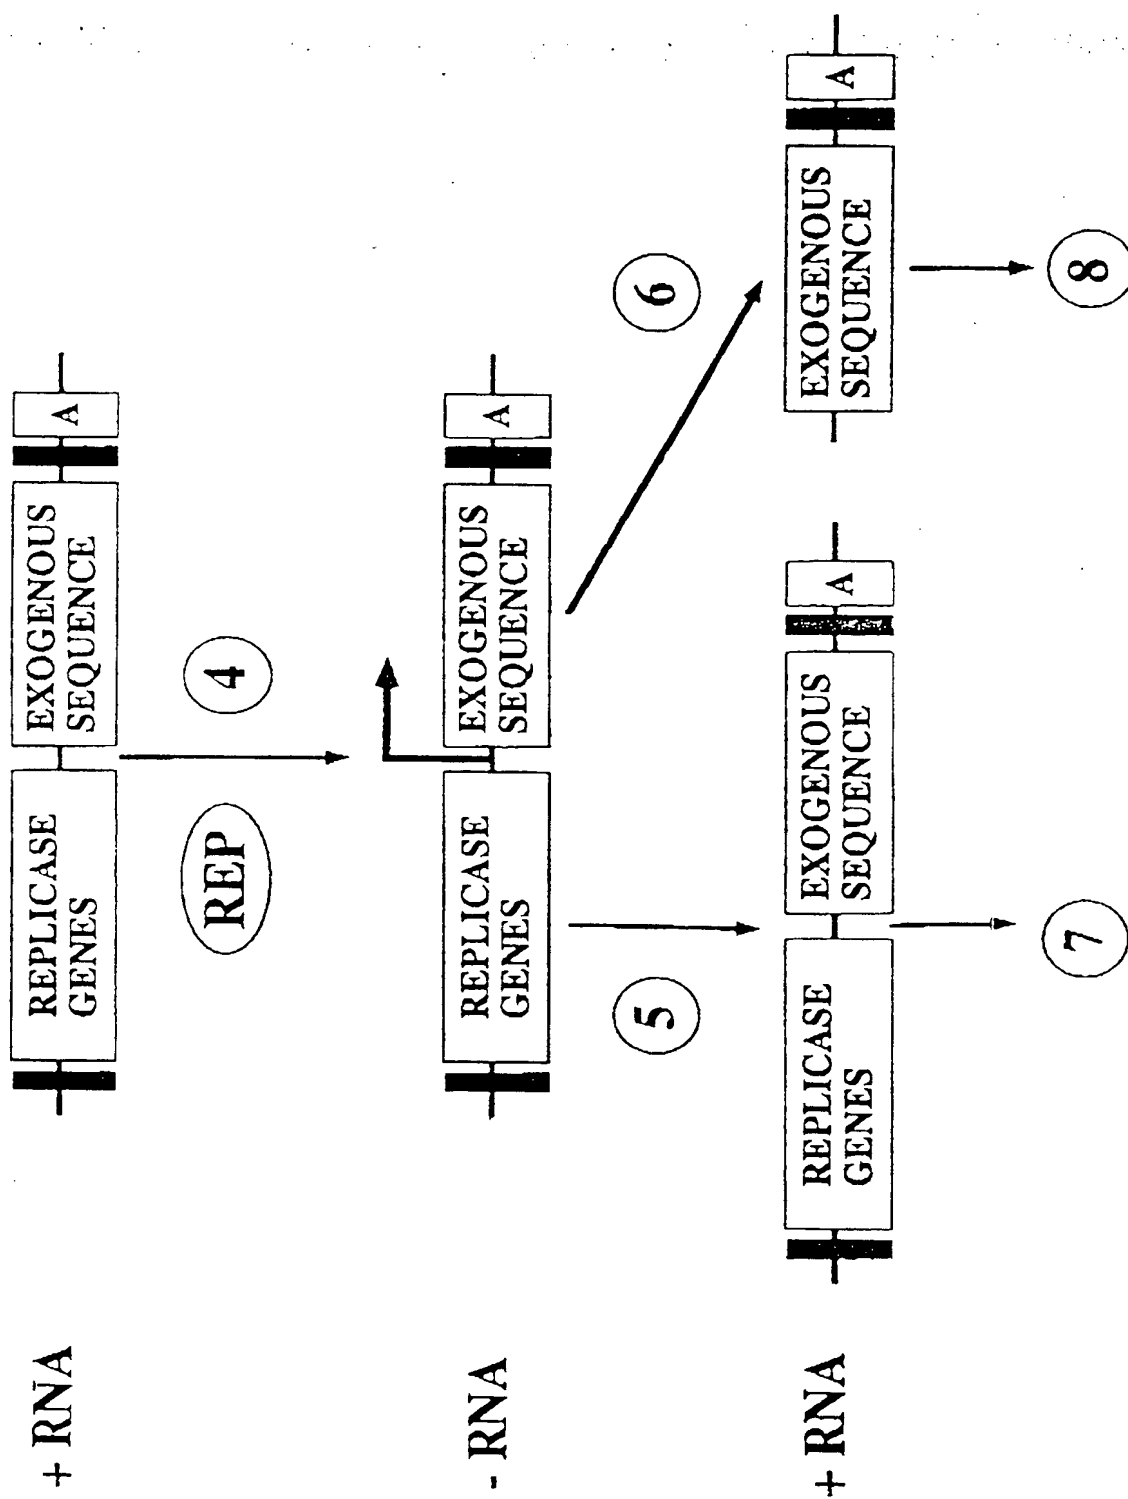 + RNA
REPLICASE
GENES
EXOGENOUS
SEQUENCE
A
REP
4
- RNA
REPLICASE
GENES
EXOGENOUS
SEQUENCE
A
5
6
+ RNA
REPLICASE
GENES
EXOGENOUS
SEQUENCE
A
EXOGENOUS
SEQUENCE
A
7
8